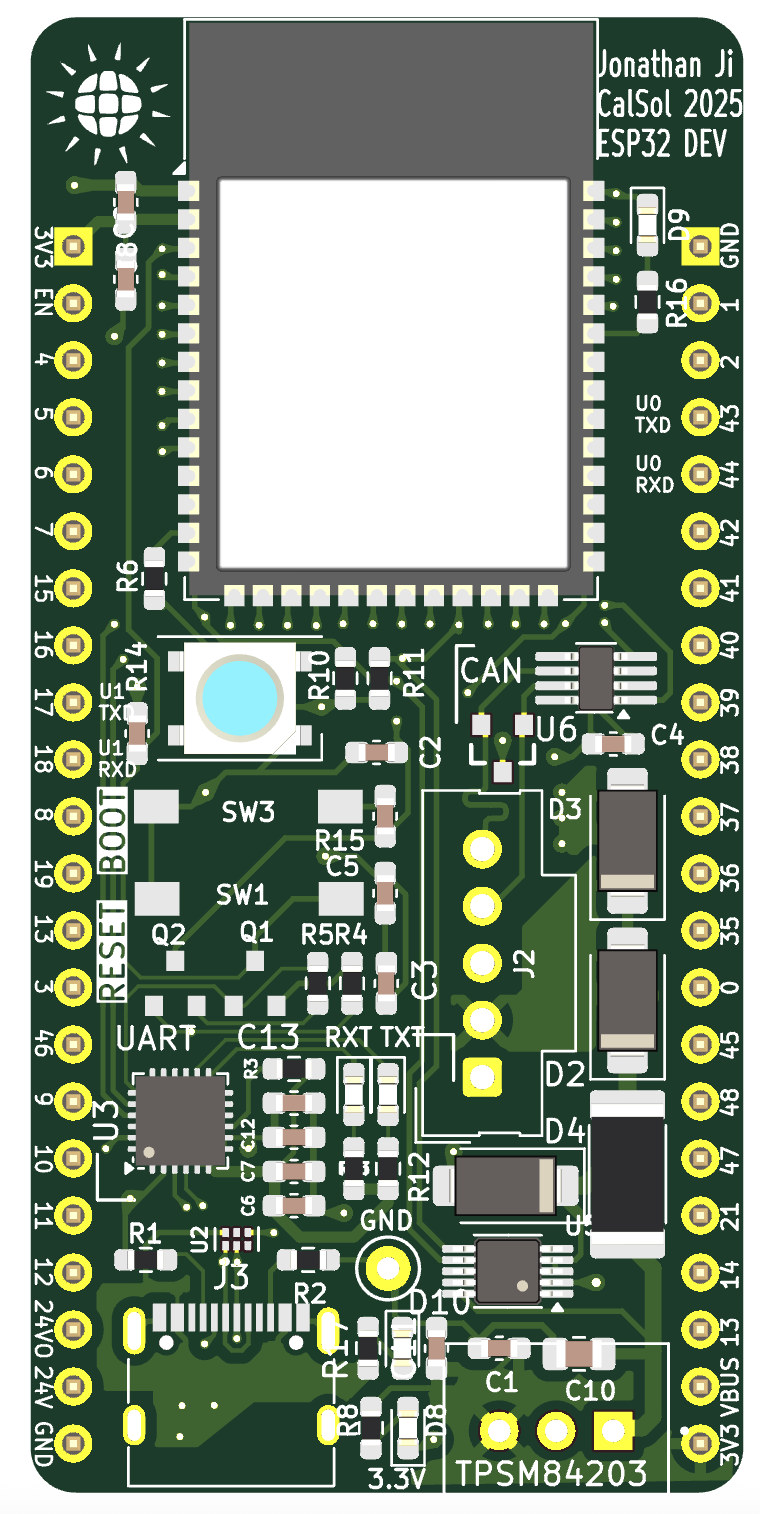 Jonathan Ji
CalSol 2025
ESP32 DEV
3V3
EN
4
5
6
7
15
16
17
18
8
19
13
3
46
9
10
11
12
24VO
24V
GND
GND
1
2
43
44
42
41
40
39
38
37
36
35
0
45
48
47
21
14
13
VBUS
3V3
D9
R16
U0
TXD
U0
RXD
R6
R14
U1
TXD
U1
RXD
R10
R11
CAN
U6
C4
C2
BOOT
SW3
D3
R15
C5
SW1
RESET
Q2
Q1
R5
R4
C3
J2
UART
C13
RXT
TXT
R3
D2
U3
C12
D4
C7
R12
C6
GND
R1
U2
J3
R2
D10
R17
C1
C10
R8
D8
3.3V
TPSM84203